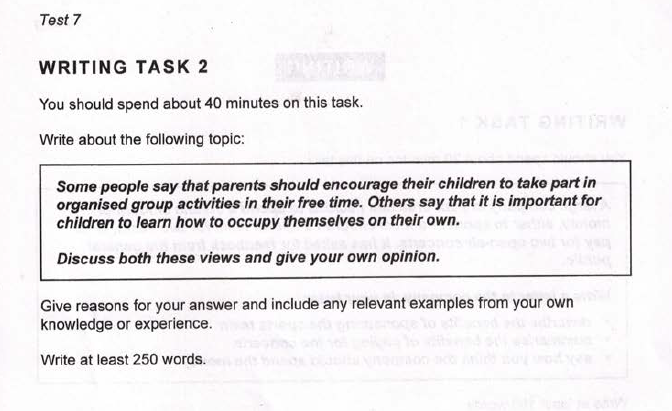 Test 7
WRITING TASK 2
You should spend about 40 minutes on this task.
Write about the following topic:
Some people say that parents should encourage their children to take part in
organised group activities in their free time. Others say that it is important for
children to learn how to occupy themselves on their own.
Discuss both these views and give your own opinion.
Give reasons for your answer and include any relevant examples from your own
knowledge or experience.
Write at least 250 words.